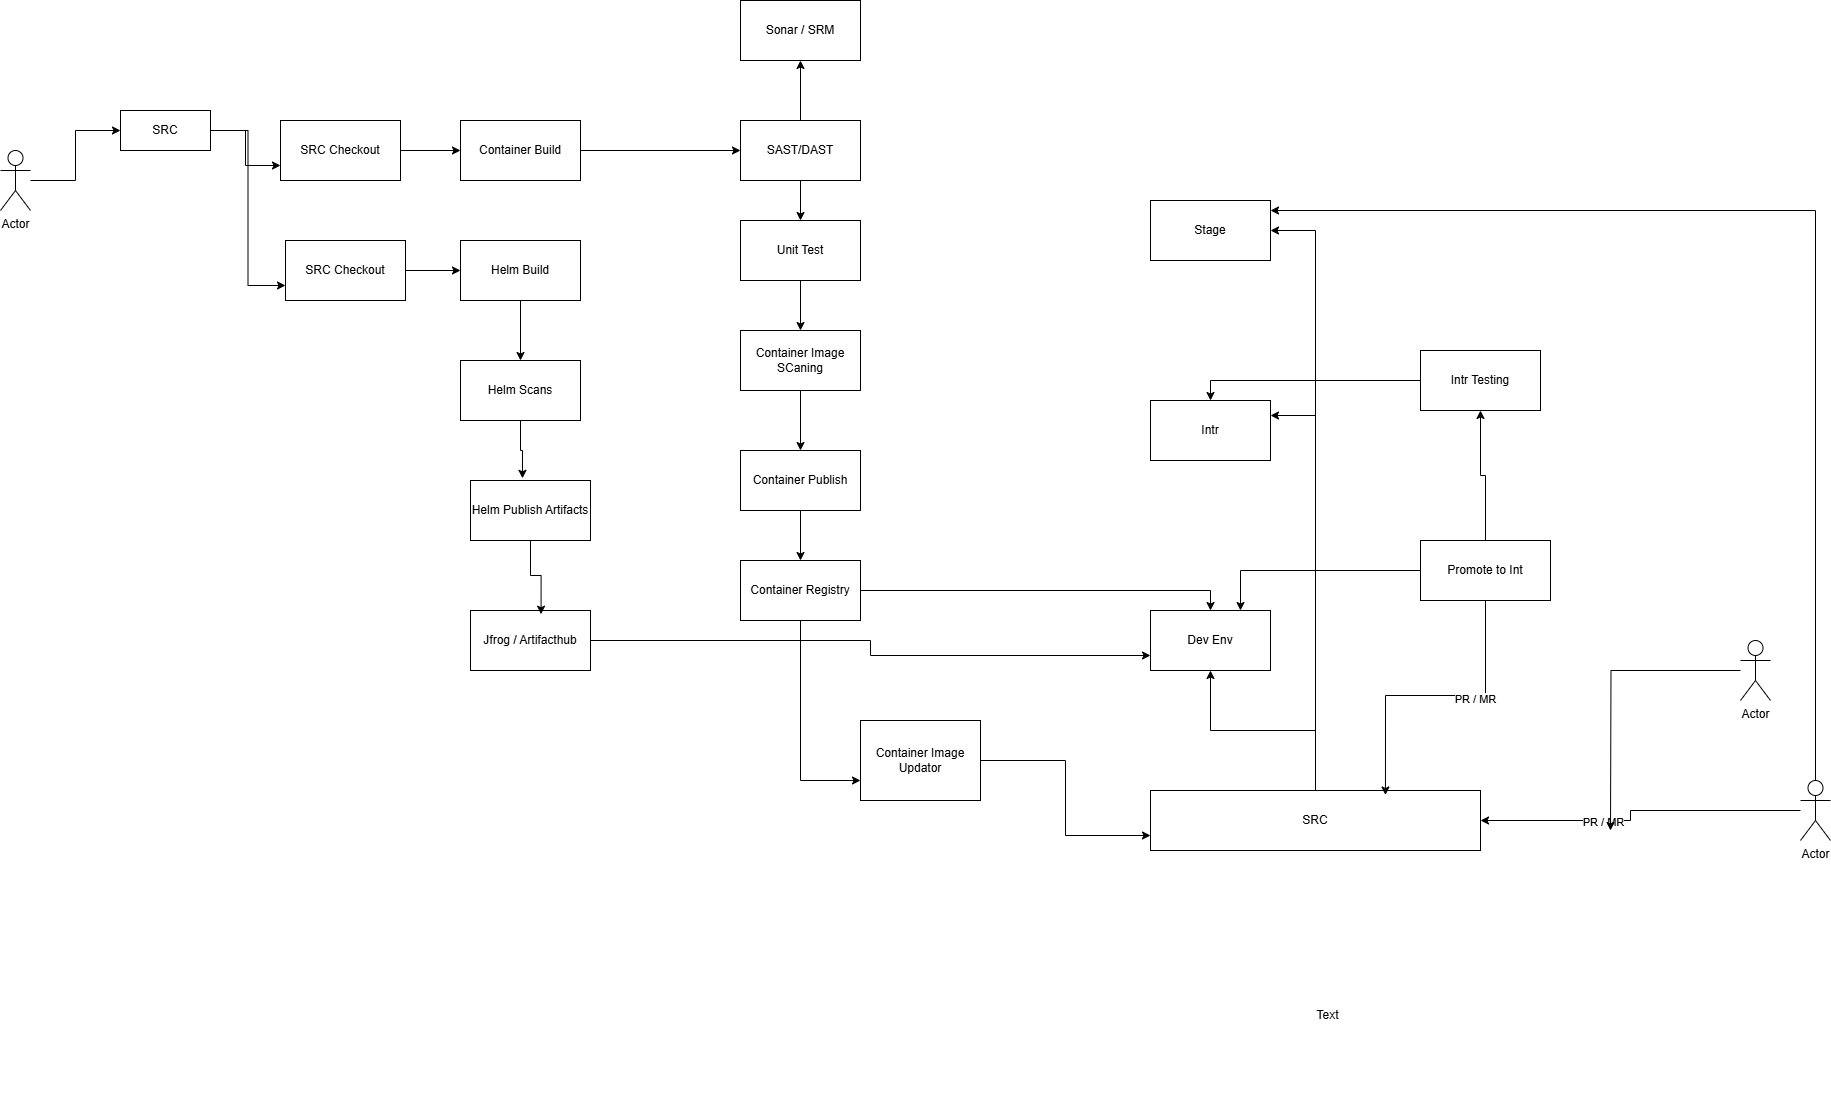 Sonar / SRM
SRC
SRC Checkout
Container Build
SAST/DAST
Actor
Stage
Unit Test
SRC Checkout
Helm Build
Container Image
SCaning
Intr Testing
Helm Scans
Intr
Container Publish
Helm Publish Artifacts
Container Registry
Promote to Int
Jfrog / Artifacthub
Dev Env
PR / MR
Actor
Container Image
Updator
SRC
PR / MR
Actor
Text